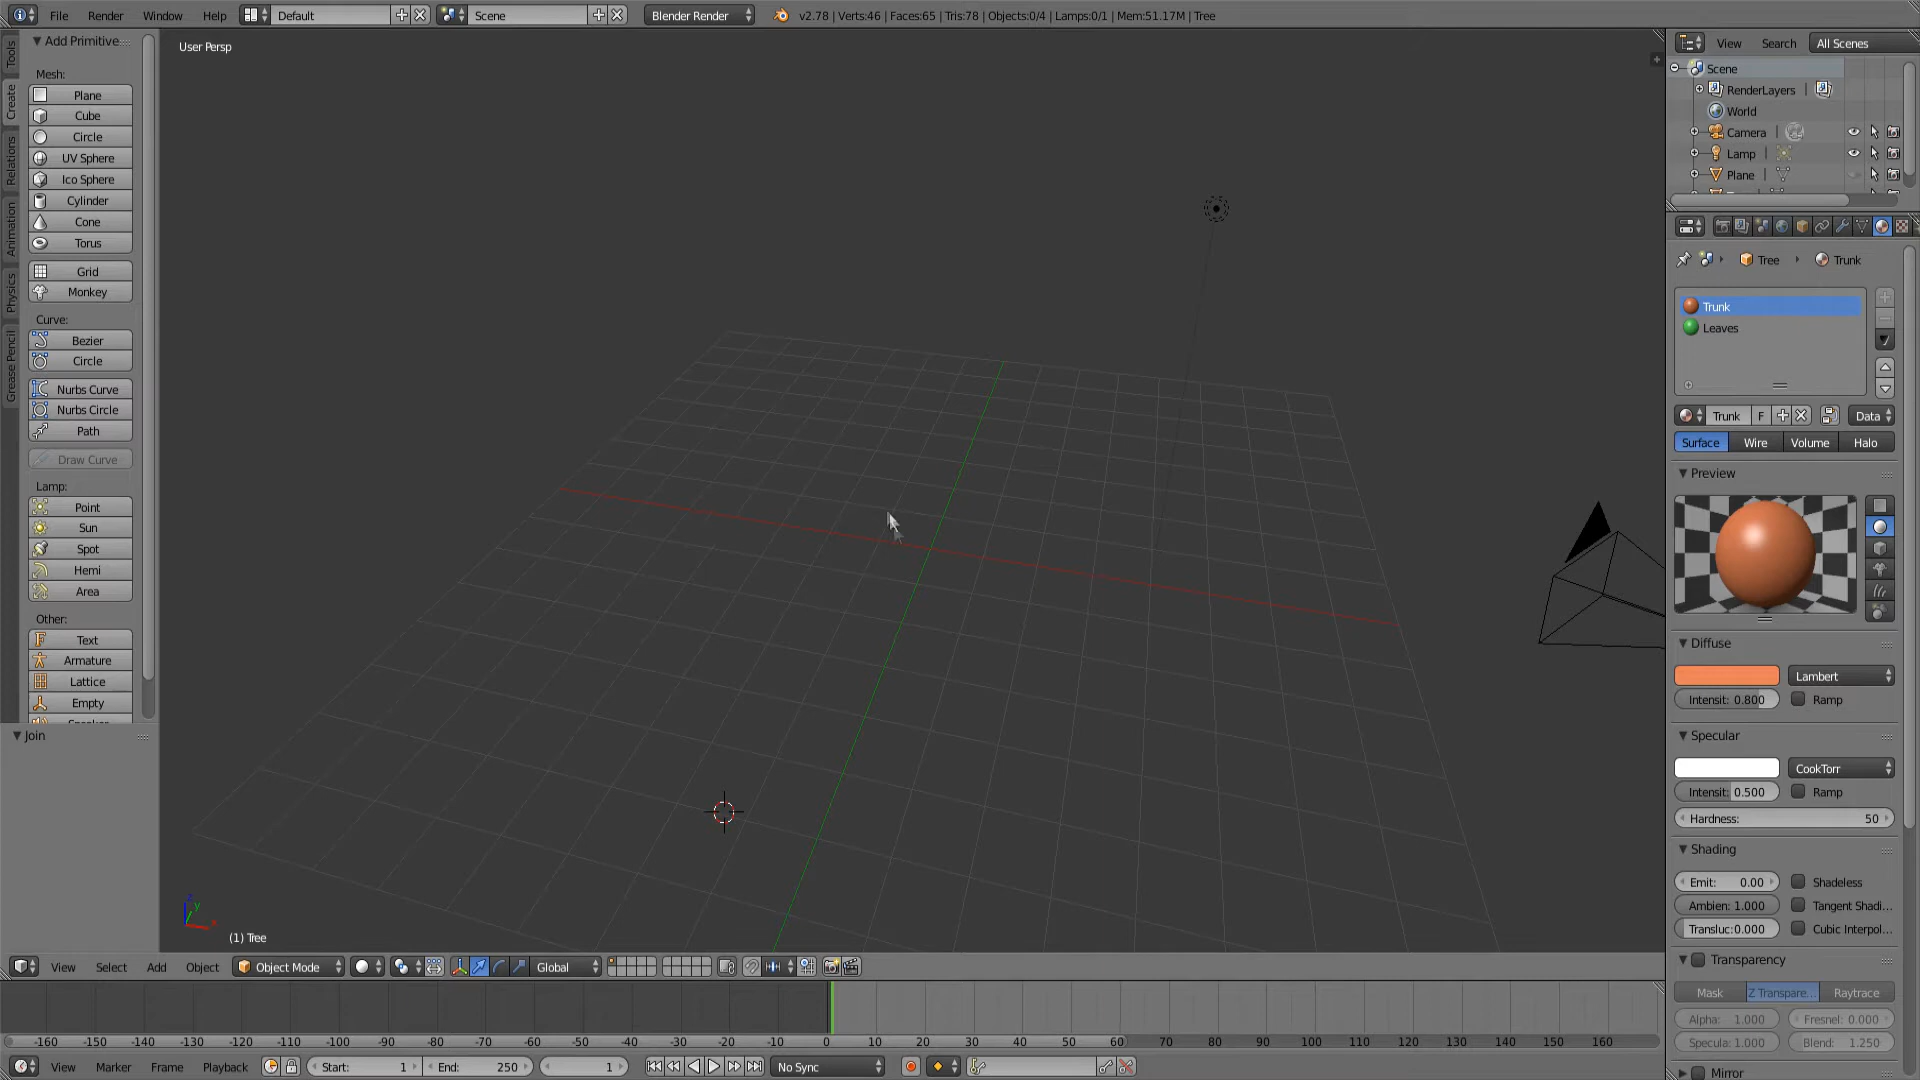 File Render Window Help Default Scene Blender Render v2.78 | Verts:46 | Faces:65 | Tris:78 | Objects:0/4 | Lamps:0/1 | Mem:51.17M | Tree
Tools
Create
Relations
Animation
Physics
Grease Pencil
Add Primitive
Mesh:
Plane
Cube
Circle
UV Sphere
Ico Sphere
Cylinder
Cone
Torus
Grid
Monkey
Curve:
Bezier
Circle
Nurbs Curve
Nurbs Circle
Path
Draw Curve
Lamp:
Point
Sun
Spot
Hemi
Area
Other:
Text
Armature
Lattice
Empty
Join
User Persp
z
y
x
(1) Tree
View Select Add Object Object Mode Global
-160 -150 -140 -130 -120 -110 -100 -90 -80 -70 -60 -50 -40 -30 -20 -10 0 10 20 30 40 50 60 70 80 90 100 110 120 130 140 150 160
View Marker Frame Playback Start: 1 End: 250 1 No Sync
View Search All Scenes
Scene
RenderLayers |
World
Camera |
Lamp |
Plane |
Tree Trunk
Trunk
Leaves
Trunk F Data
Surface Wire Volume Halo
Preview
Diffuse
Lambert
Intensit: 0.800 Ramp
Specular
CookTorr
Intensit: 0.500 Ramp
Hardness: 50
Shading
Emit: 0.00 Shadeless
Ambien: 1.000 Tangent Shadi...
Transluc:0.000 Cubic Interpol...
Transparency
Mask Z Transpare... Raytrace
Alpha: 1.000 Fresnel: 0.000
Specula: 1.000 Blend: 1.250
Mirror